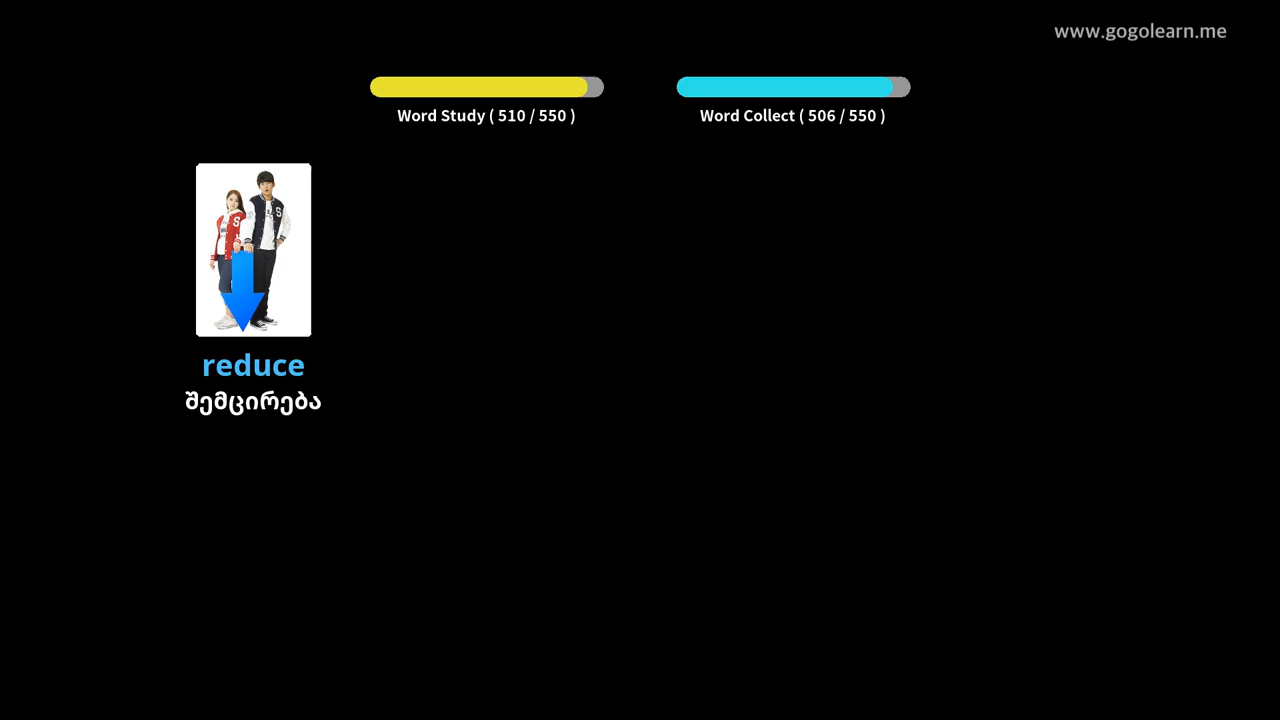 www.gogolearn.me
Word Study ( 510 / 550 )
Word Collect ( 506 / 550 )
S
S
reduce
შემცირება